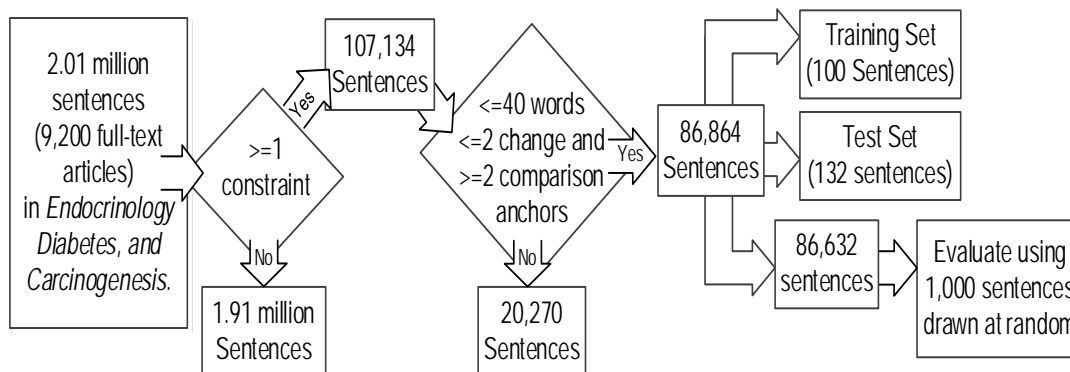 2.01 million
sentences
(9,200 full-text
articles)
in Endocrinology
Diabetes, and
Carcinogenesis.
>=1
constraint
Yes
No
1.91 million
Sentences
107,134
Sentences
<=40 words
<=2 change and
>=2 comparison
anchors
Yes
No
20,270
Sentences
86,864
Sentences
Training Set
(100 Sentences)
Test Set
(132 sentences)
86,632
sentences
Evaluate using
1,000 sentences
drawn at random